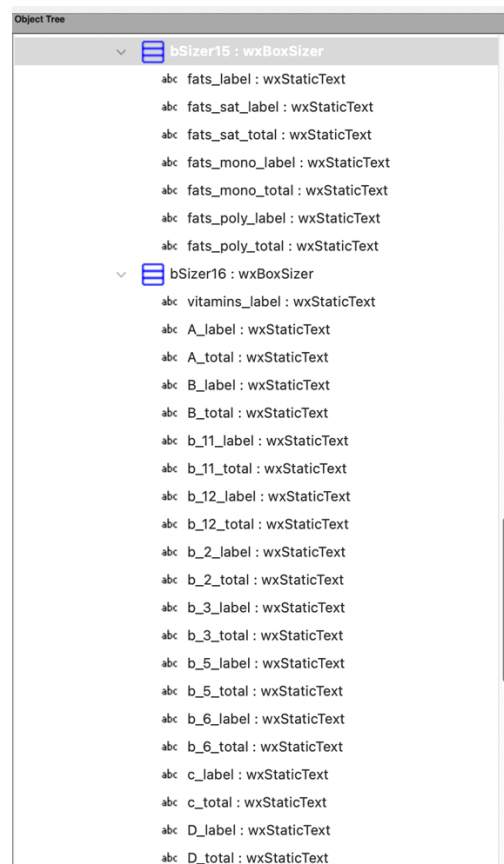 Object Tree
bSizer15 : wxBoxSizer
abc fats_label : wxStaticText
abc fats_sat_label : wxStaticText
abc fats_sat_total : wxStaticText
abc fats_mono_label : wxStaticText
abc fats_mono_total : wxStaticText
abc fats_poly_label : wxStaticText
abc fats_poly_total : wxStaticText
bSizer16 : wxBoxSizer
abc vitamins_label : wxStaticText
abc A_label : wxStaticText
abc A_total : wxStaticText
abc B_label : wxStaticText
abc B_total : wxStaticText
abc b_11_label : wxStaticText
abc b_11_total : wxStaticText
abc b_12_label : wxStaticText
abc b_12_total : wxStaticText
abc b_2_label : wxStaticText
abc b_2_total : wxStaticText
abc b_3_label : wxStaticText
abc b_3_total : wxStaticText
abc b_5_label : wxStaticText
abc b_5_total : wxStaticText
abc b_6_label : wxStaticText
abc b_6_total : wxStaticText
abc c_label : wxStaticText
abc c_total : wxStaticText
abc D_label : wxStaticText
abc D_total : wxStaticText